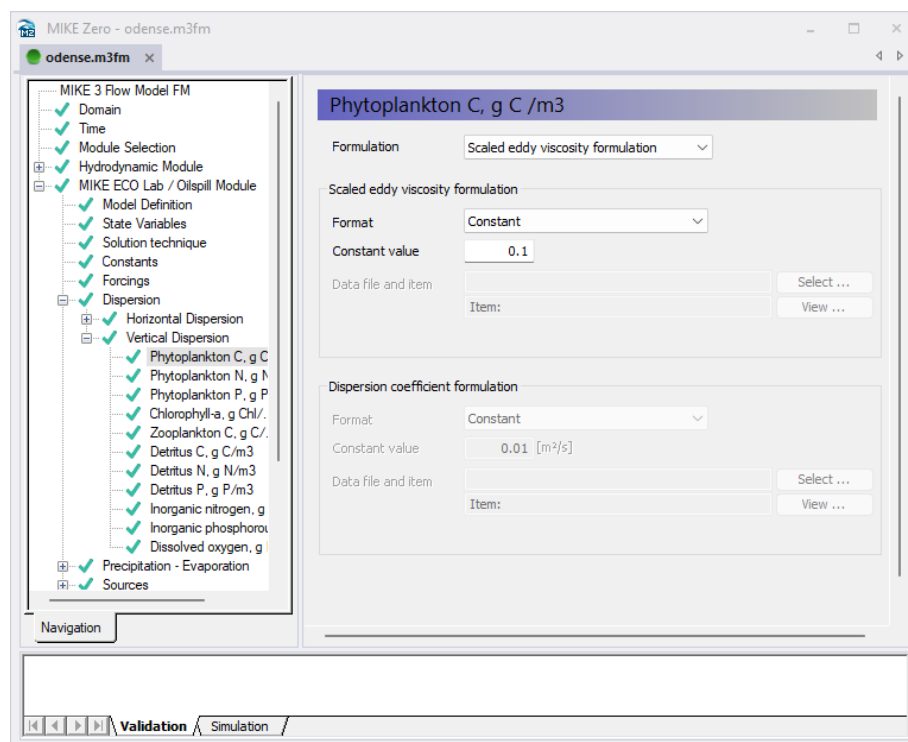 MIKE Zero - odense.m3fm
odense.m3fm
MIKE 3 Flow Model FM
Domain
Time
Module Selection
Hydrodynamic Module
MIKE ECO Lab / Oilspill Module
Model Definition
State Variables
Solution technique
Constants
Forcings
Dispersion
Horizontal Dispersion
Vertical Dispersion
Phytoplankton C, g C
Phytoplankton N, g N
Phytoplankton P, g P
Chlorophyll-a, g Chl/.
Zooplankton C, g C/.
Detritus C, g C/m3
Detritus N, g N/m3
Detritus P, g P/m3
Inorganic nitrogen, g
Inorganic phosphorou
Dissolved oxygen, g
Precipitation - Evaporation
Sources
Navigation
Phytoplankton C, g C /m3
Formulation Scaled eddy viscosity formulation
Scaled eddy viscosity formulation
Format Constant
Constant value 0.1
Data file and item Select ...
Item: View ...
Dispersion coefficient formulation
Format Constant
Constant value 0.01 [m²/s]
Data file and item Select ...
Item: View ...
Validation Simulation